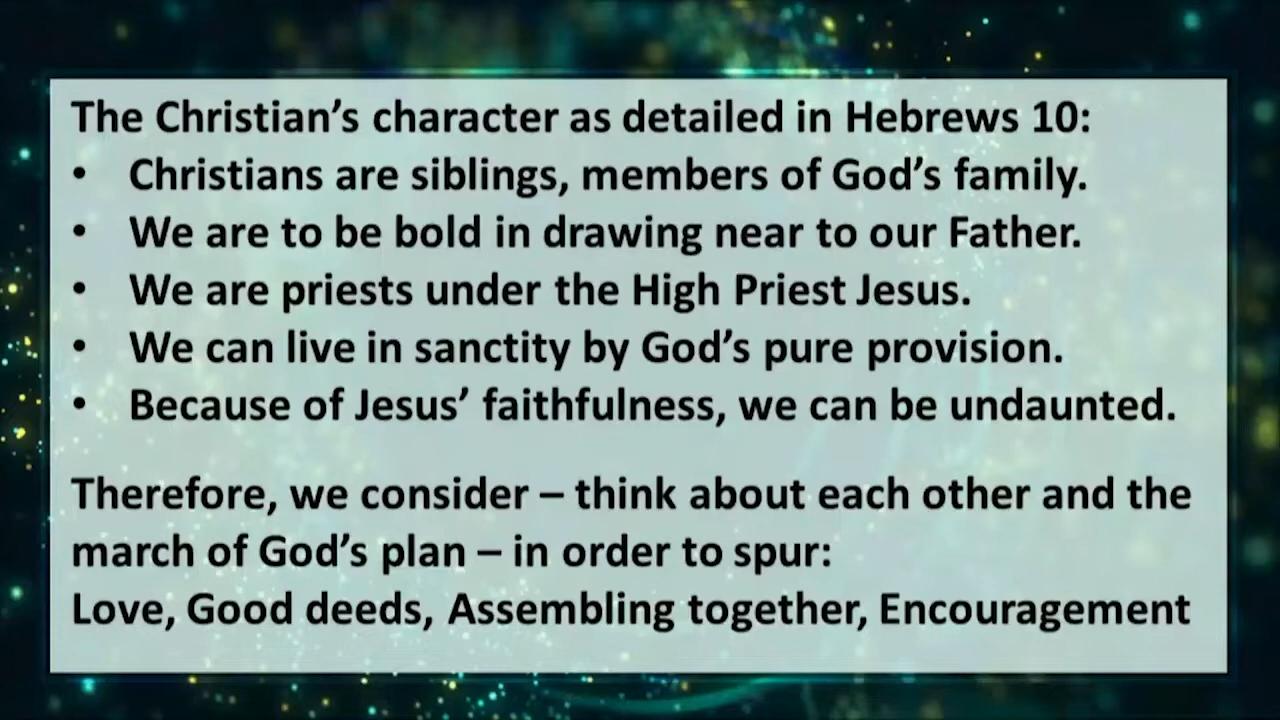 The Christian’s character as detailed in Hebrews 10:
• Christians are siblings, members of God’s family.
• We are to be bold in drawing near to our Father.
• We are priests under the High Priest Jesus.
• We can live in sanctity by God’s pure provision.
• Because of Jesus’ faithfulness, we can be undaunted.
Therefore, we consider – think about each other and the
march of God’s plan – in order to spur:
Love, Good deeds, Assembling together, Encouragement